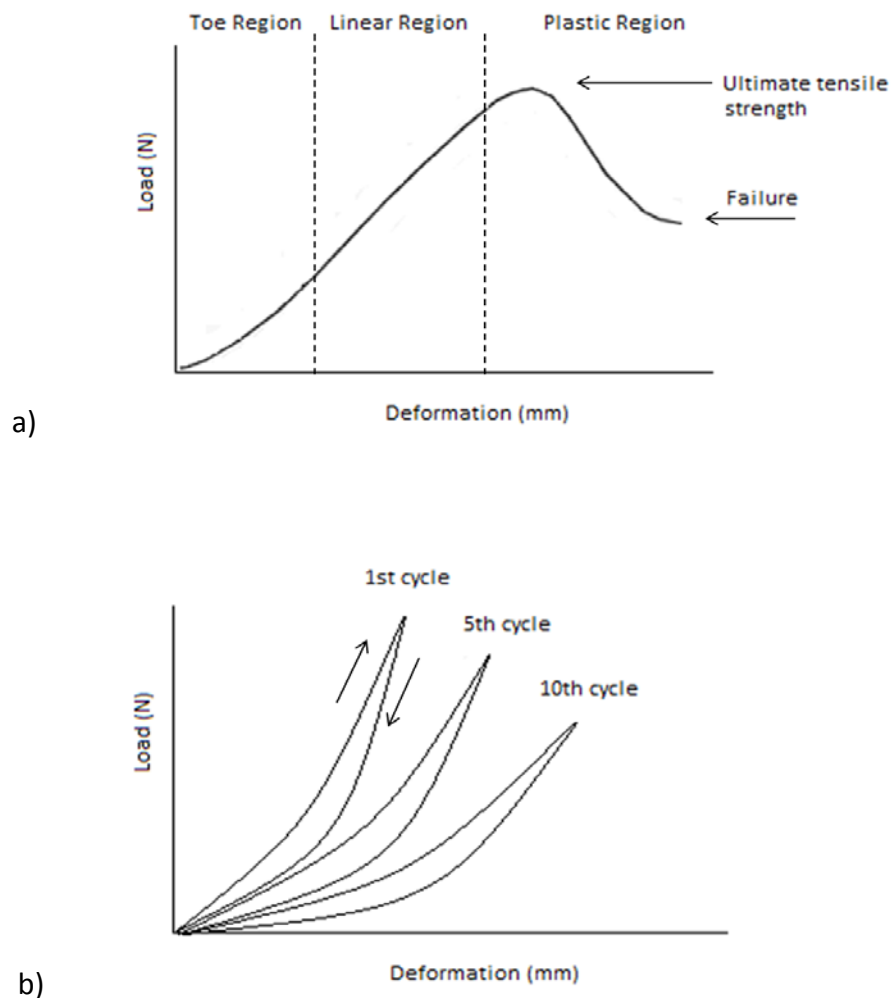 Toe Region Linear Region Plastic Region
Ultimate tensile
strength
Load (N)
Failure
Deformation (mm)
a)
1st cycle
5th cycle
10th cycle
Load (N)
Deformation (mm)
b)